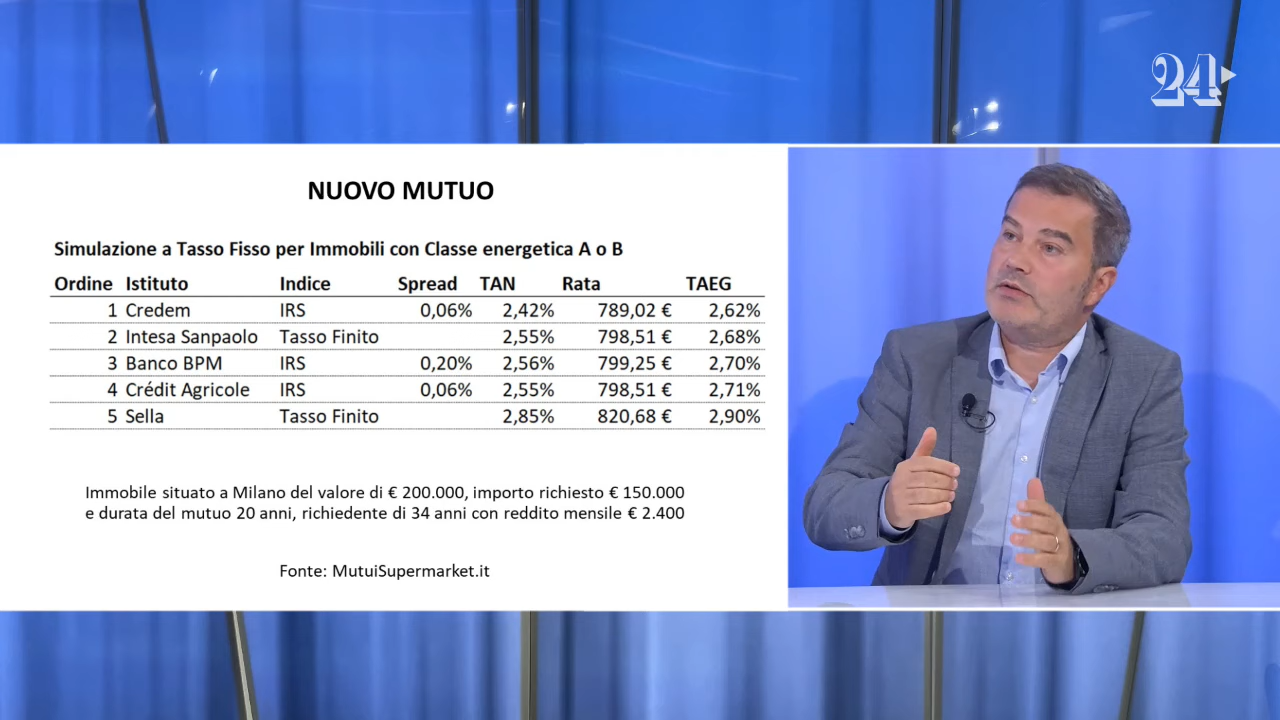 24
NUOVO MUTUO
Simulazione a Tasso Fisso per Immobili con Classe energetica A o B
Ordine Istituto Indice Spread TAN Rata TAEG
1 Credem IRS 0,06% 2,42% 789,02 € 2,62%
2 Intesa Sanpaolo Tasso Finito 2,55% 798,51 € 2,68%
3 Banco BPM IRS 0,20% 2,56% 799,25 € 2,70%
4 Crédit Agricole IRS 0,06% 2,55% 798,51 € 2,71%
5 Sella Tasso Finito 2,85% 820,68 € 2,90%
Immobile situato a Milano del valore di € 200.000, importo richiesto € 150.000
e durata del mutuo 20 anni, richiedente di 34 anni con reddito mensile € 2.400
Fonte: MutuiSupermarket.it